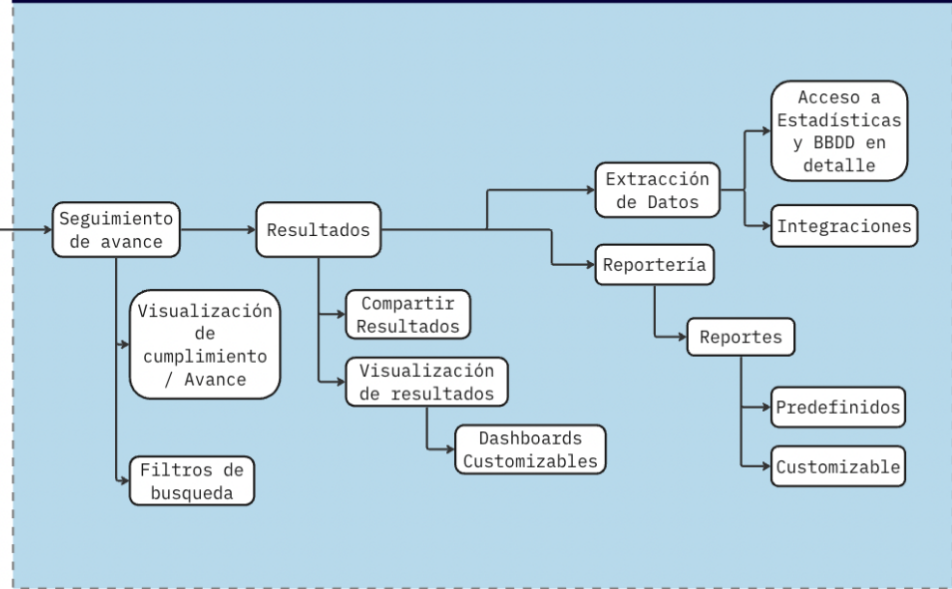 Seguimiento
de avance
Visualización
de
cumplimiento
/ Avance
Filtros de
busqueda
Resultados
Compartir
Resultados
Visualización
de resultados
Dashboards
Customizables
Extracción
de Datos
Acceso a
Estadísticas
y BBDD en
detalle
Integraciones
Reportería
Reportes
Predefinidos
Customizable